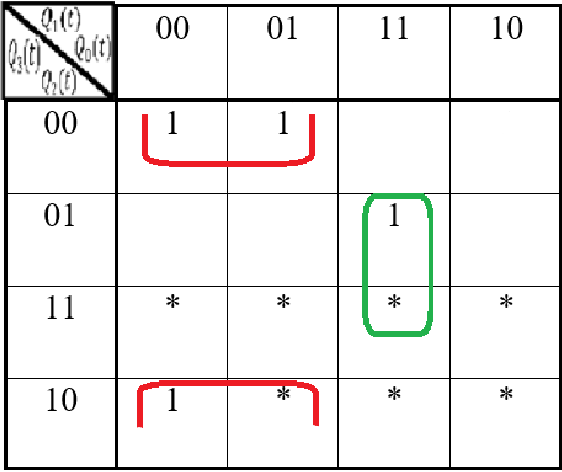 Q₁(t)
Q₀(t)
Q₃(t)
Q₂(t)
00 01 11 10
00 1 1
01 1
11 * * * *
10 1 * * *